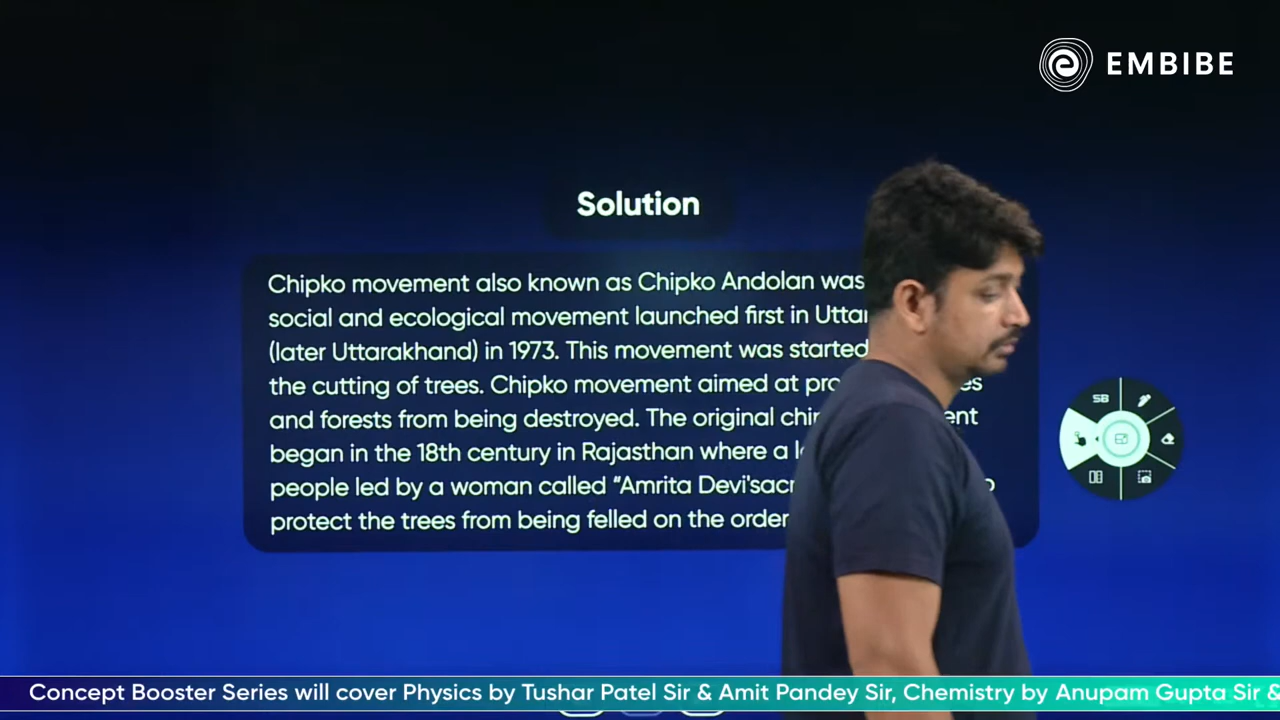 EMBIBE
Solution
Chipko movement also known as Chipko Andolan was
social and ecological movement launched first in
(later Uttarakhand) in 1973. This movement was started
the cutting of trees. Chipko movement aimed at
and forests from being destroyed. The original
began in the 18th century in Rajasthan where a
people led by a woman called “Amrita Devi'
protect the trees from being felled on the order
SB
Concept Booster Series will cover Physics by Tushar Patel Sir & Amit Pandey Sir, Chemistry by Anupam Gupta Sir &